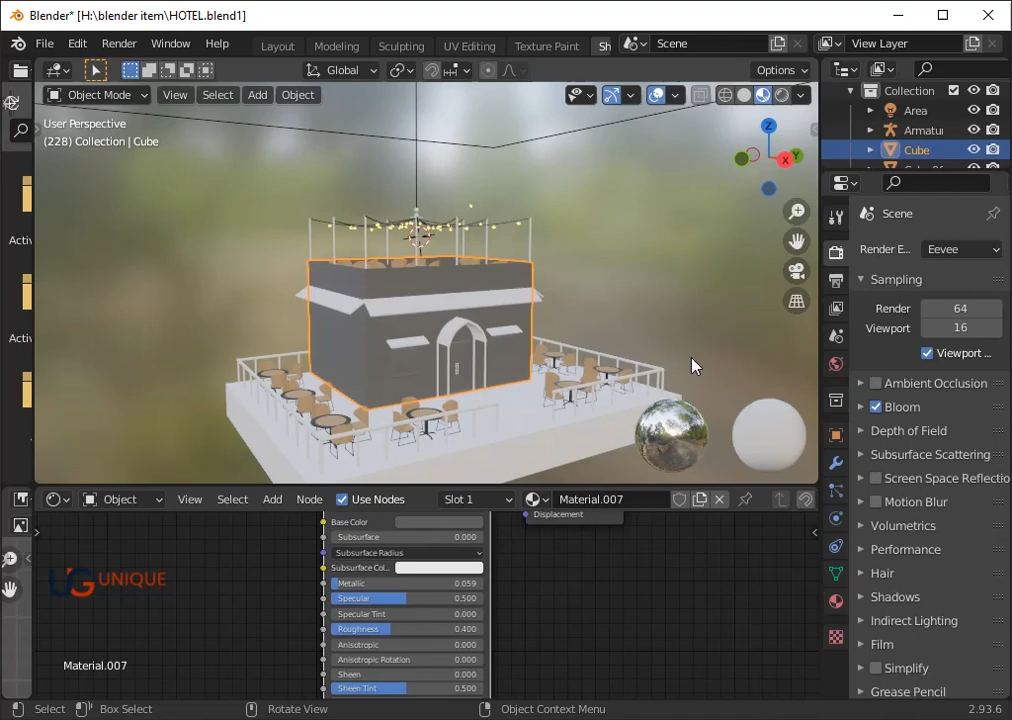 Blender* [H:\blender item\HOTEL.blend1]
File Edit Render Window Help Layout Modeling Sculpting UV Editing Texture Paint Sh Scene View Layer
Global Options
Object Mode View Select Add Object
User Perspective
(228) Collection | Cube
Z
X
Y
Collection
Area
Armatu
Cube
Scene
Render E... Eevee
Sampling
Render 64
Viewport 16
Viewport ...
Ambient Occlusion
Bloom
Depth of Field
Subsurface Scattering
Screen Space Reflectio
Motion Blur
Volumetrics
Performance
Hair
Shadows
Indirect Lighting
Film
Simplify
Grease Pencil
Activ
Activ
Object View Select Add Node Use Nodes Slot 1 Material.007
Displacement
Base Color
Subsurface 0.000
Subsurface Radius
Subsurface Col...
Metallic 0.059
Specular 0.500
Specular Tint 0.000
Roughness 0.400
Anisotropic 0.000
Anisotropic Rotation 0.000
Sheen 0.000
Sheen Tint 0.500
UG UNIQUE
Material.007
Select Box Select Rotate View Object Context Menu 2.93.6